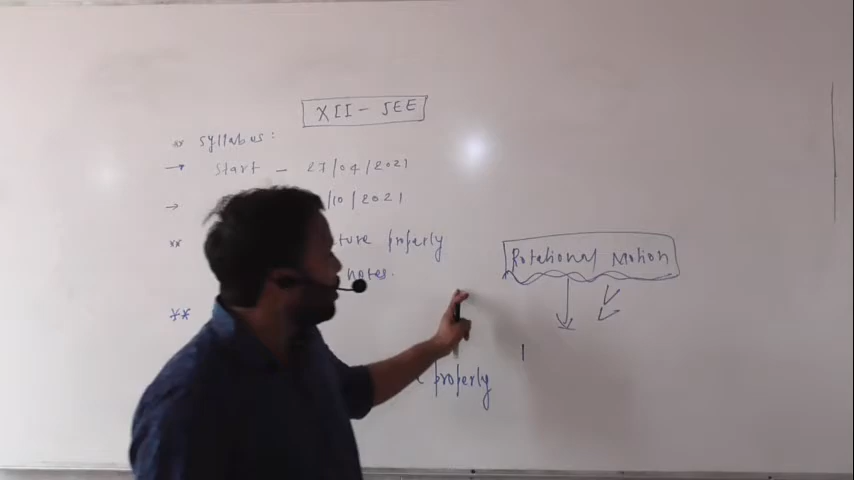 XII - JEE
** Syllabus:
→ Start - 27/04/2021
→ /10/2021
** ture properly
notes.
**
properly
Rotational Motion